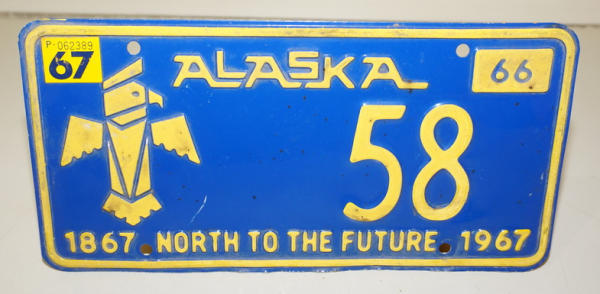 P-062389
67
ALASKA
66
58
1867 NORTH TO THE FUTURE 1967